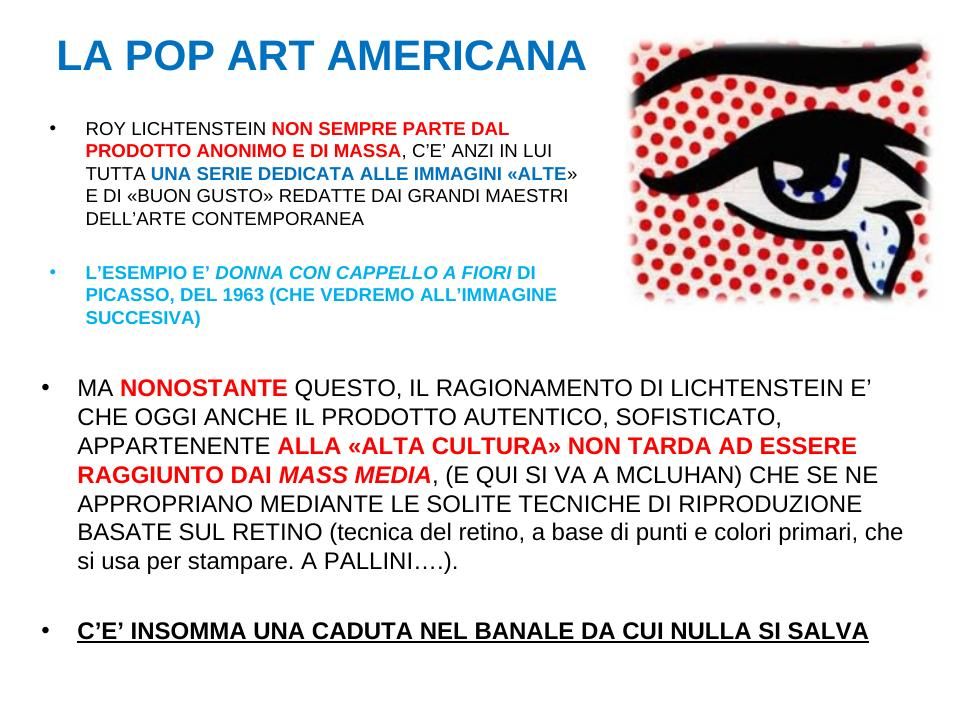 LA POP ART AMERICANA
• ROY LICHTENSTEIN NON SEMPRE PARTE DAL
PRODOTTO ANONIMO E DI MASSA, C’E’ ANZI IN LUI
TUTTA UNA SERIE DEDICATA ALLE IMMAGINI «ALTE»
E DI «BUON GUSTO» REDATTE DAI GRANDI MAESTRI
DELL’ARTE CONTEMPORANEA
• L’ESEMPIO E’ DONNA CON CAPPELLO A FIORI DI
PICASSO, DEL 1963 (CHE VEDREMO ALL’IMMAGINE
SUCCESIVA)
• MA NONOSTANTE QUESTO, IL RAGIONAMENTO DI LICHTENSTEIN E’
CHE OGGI ANCHE IL PRODOTTO AUTENTICO, SOFISTICATO,
APPARTENENTE ALLA «ALTA CULTURA» NON TARDA AD ESSERE
RAGGIUNTO DAI MASS MEDIA, (E QUI SI VA A MCLUHAN) CHE SE NE
APPROPRIANO MEDIANTE LE SOLITE TECNICHE DI RIPRODUZIONE
BASATE SUL RETINO (tecnica del retino, a base di punti e colori primari, che
si usa per stampare. A PALLINI….).
• C’E’ INSOMMA UNA CADUTA NEL BANALE DA CUI NULLA SI SALVA